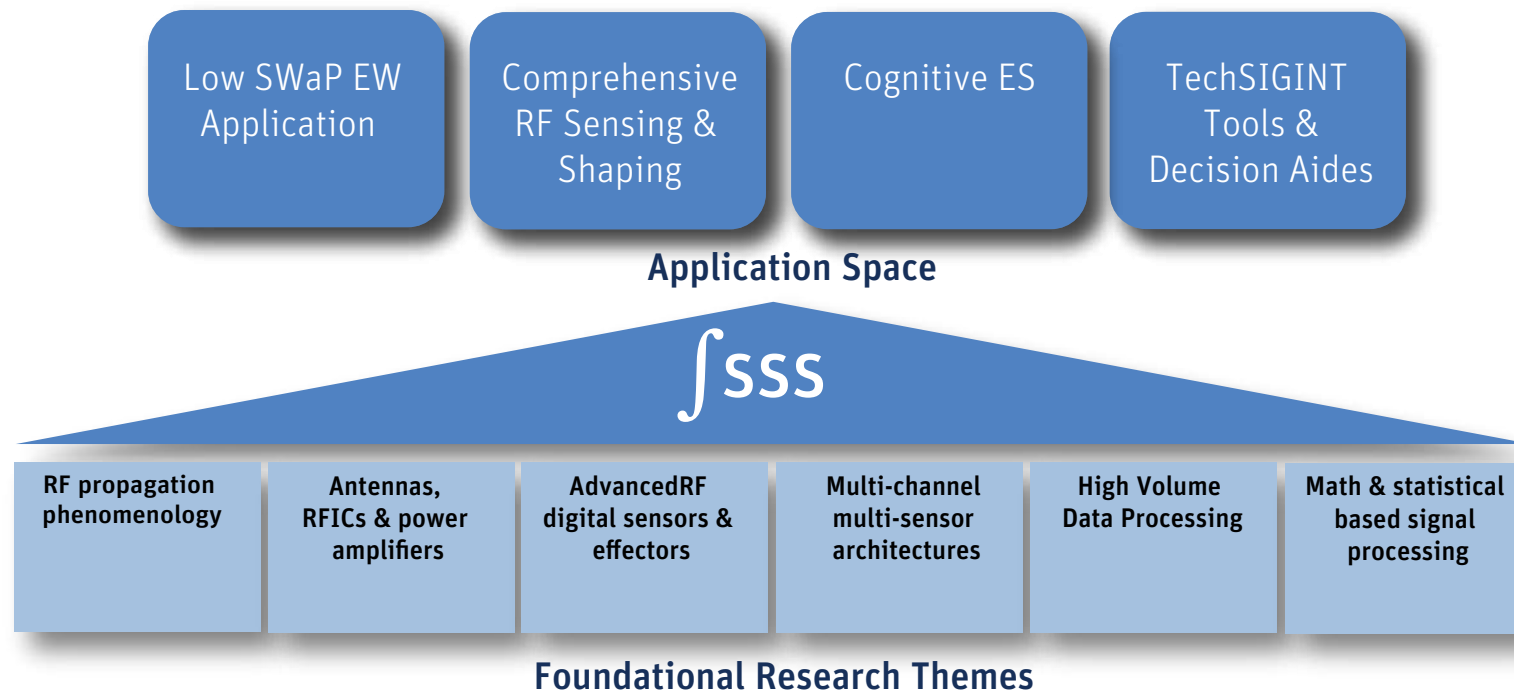 Low SWaP EW
Application
Comprehensive
RF Sensing &
Shaping
Cognitive ES
TechSIGINT
Tools &
Decision Aides
Application Space
∫SSS
RF propagation
phenomenology
Antennas,
RFICs & power
amplifiers
AdvancedRF
digital sensors &
effectors
Multi-channel
multi-sensor
architectures
High Volume
Data Processing
Math & statistical
based signal
processing
Foundational Research Themes